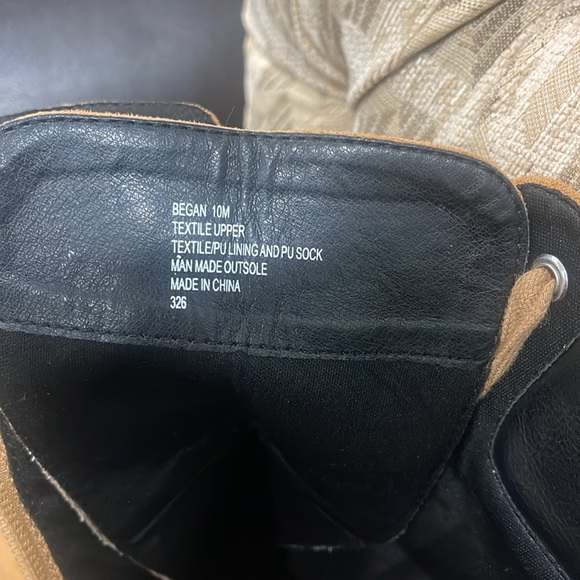 BEGAN 10M
TEXTILE UPPER
TEXTILE/PU LINING AND PU SOCK
MAN MADE OUTSOLE
MADE IN CHINA
326